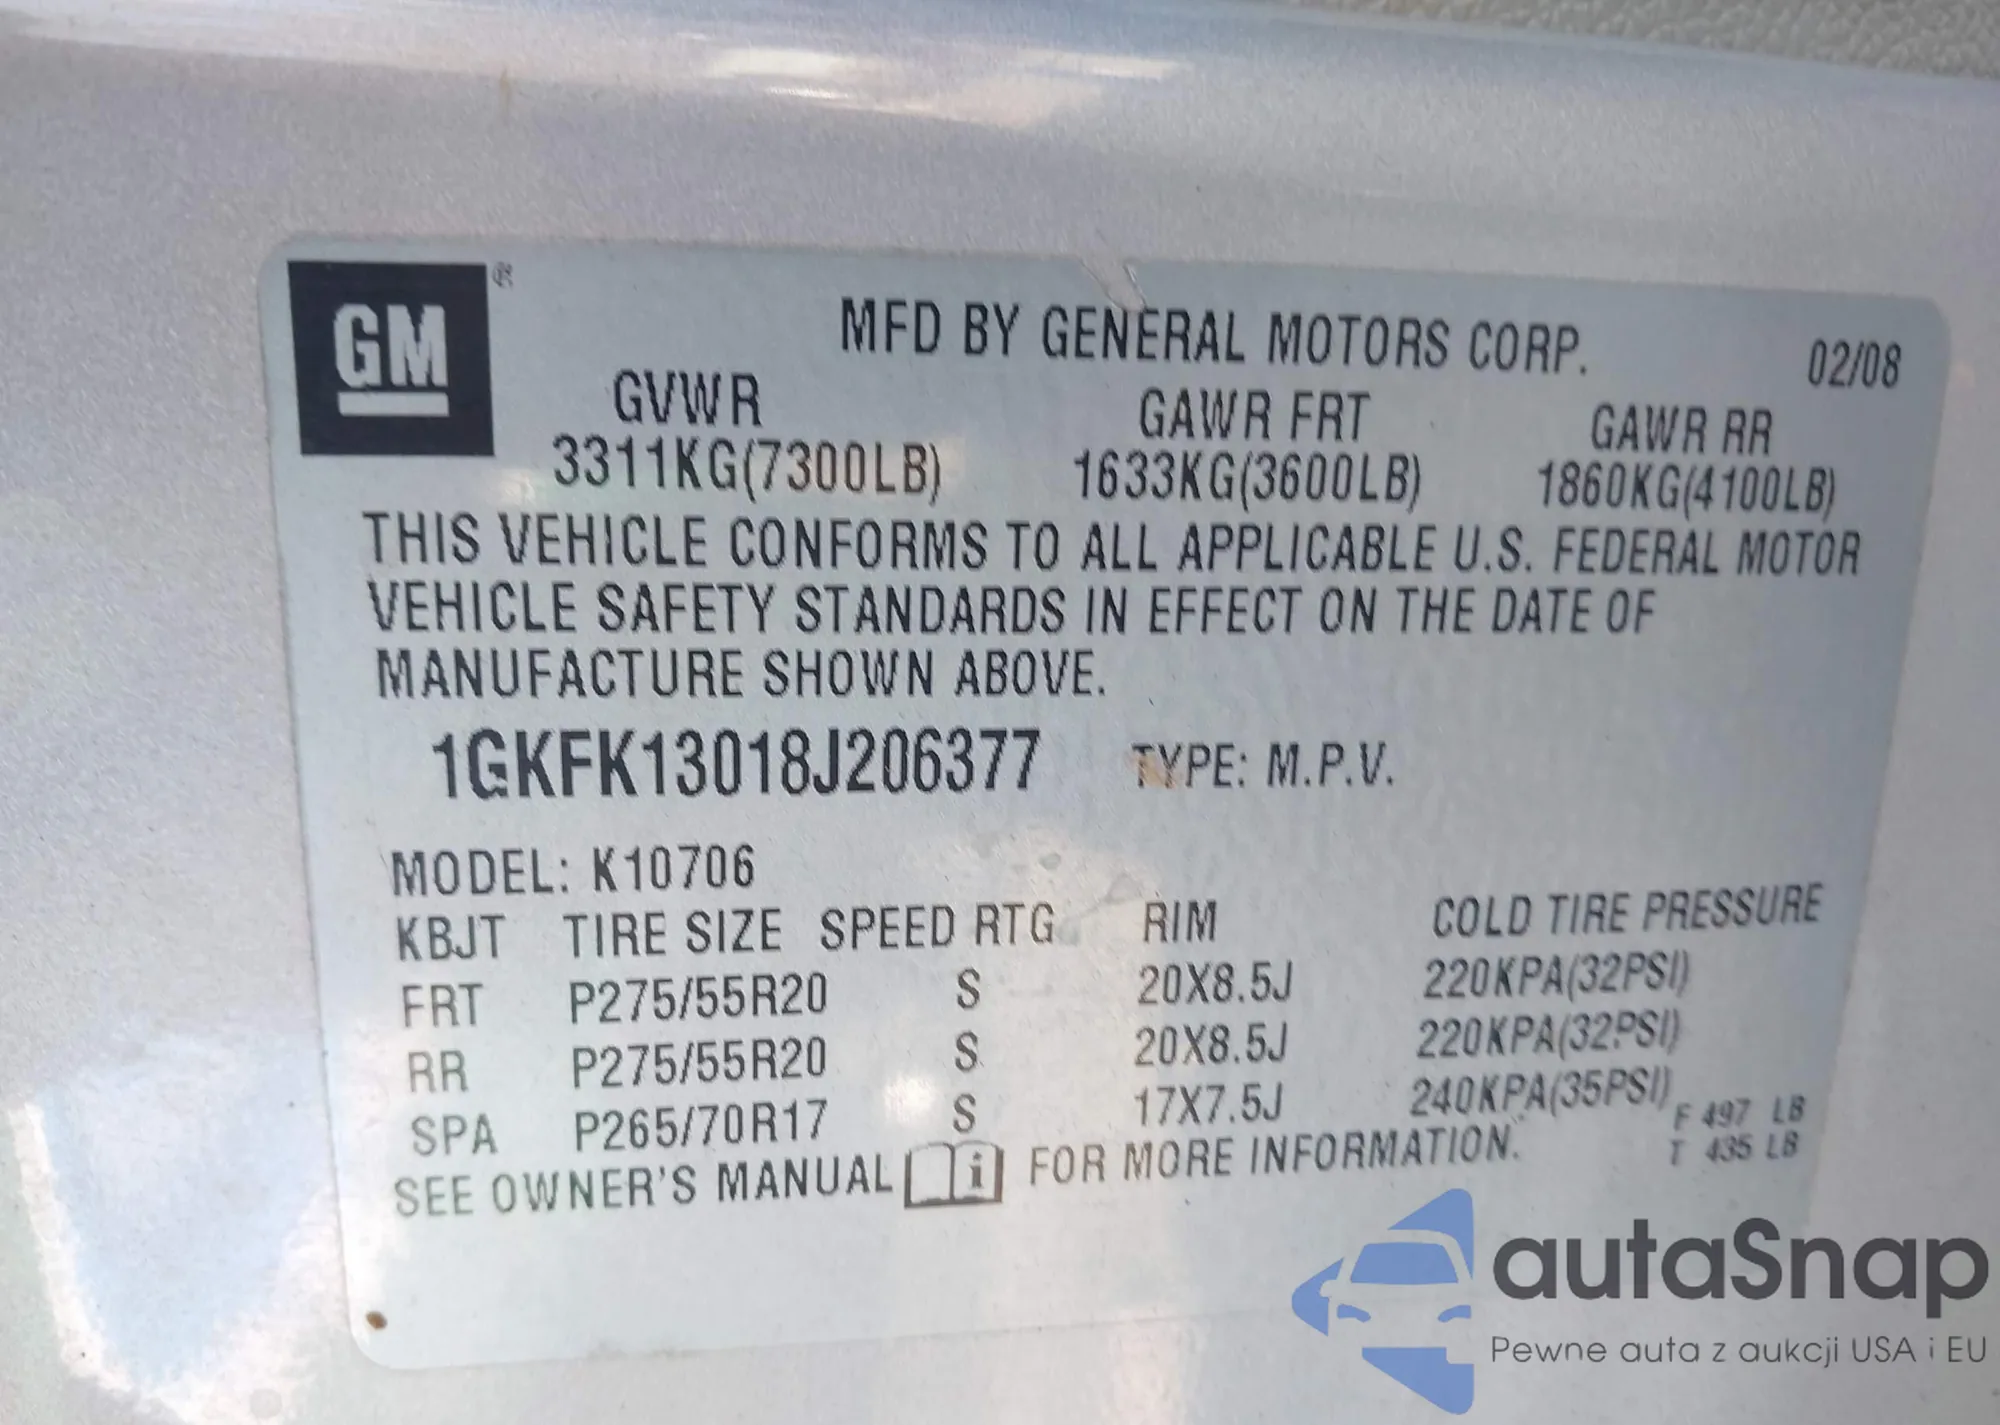 GM ®
MFD BY GENERAL MOTORS CORP. 02/08
GVWR GAWR FRT GAWR RR
3311KG(7300LB) 1633KG(3600LB) 1860KG(4100LB)
THIS VEHICLE CONFORMS TO ALL APPLICABLE U.S. FEDERAL MOTOR
VEHICLE SAFETY STANDARDS IN EFFECT ON THE DATE OF
MANUFACTURE SHOWN ABOVE.
1GKFK13018J206377 TYPE: M.P.V.
MODEL: K10706
KBJT TIRE SIZE SPEED RTG RIM COLD TIRE PRESSURE
FRT P275/55R20 S 20X8.5J 220KPA(32PSI)
RR P275/55R20 S 20X8.5J 220KPA(32PSI)
SPA P265/70R17 S 17X7.5J 240KPA(35PSI) F 497 LB
T 435 LB
SEE OWNER'S MANUAL i FOR MORE INFORMATION.
autaSnap
Pewne auta z aukcji USA i EU